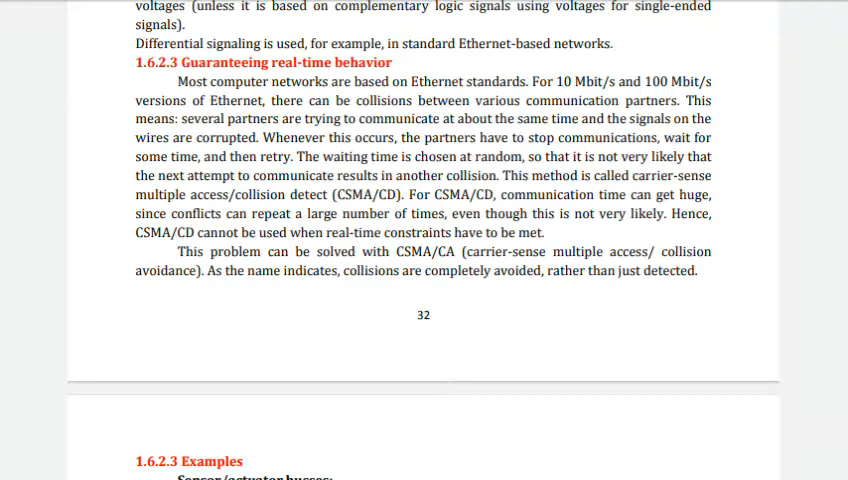 voltages (unless it is based on complementary logic signals using voltages for single-ended
signals).
Differential signaling is used, for example, in standard Ethernet-based networks.
1.6.2.3 Guaranteeing real-time behavior
Most computer networks are based on Ethernet standards. For 10 Mbit/s and 100 Mbit/s
versions of Ethernet, there can be collisions between various communication partners. This
means: several partners are trying to communicate at about the same time and the signals on the
wires are corrupted. Whenever this occurs, the partners have to stop communications, wait for
some time, and then retry. The waiting time is chosen at random, so that it is not very likely that
the next attempt to communicate results in another collision. This method is called carrier-sense
multiple access/collision detect (CSMA/CD). For CSMA/CD, communication time can get huge,
since conflicts can repeat a large number of times, even though this is not very likely. Hence,
CSMA/CD cannot be used when real-time constraints have to be met.
This problem can be solved with CSMA/CA (carrier-sense multiple access/ collision
avoidance). As the name indicates, collisions are completely avoided, rather than just detected.
32
1.6.2.3 Examples
Sensor/actuator busses: